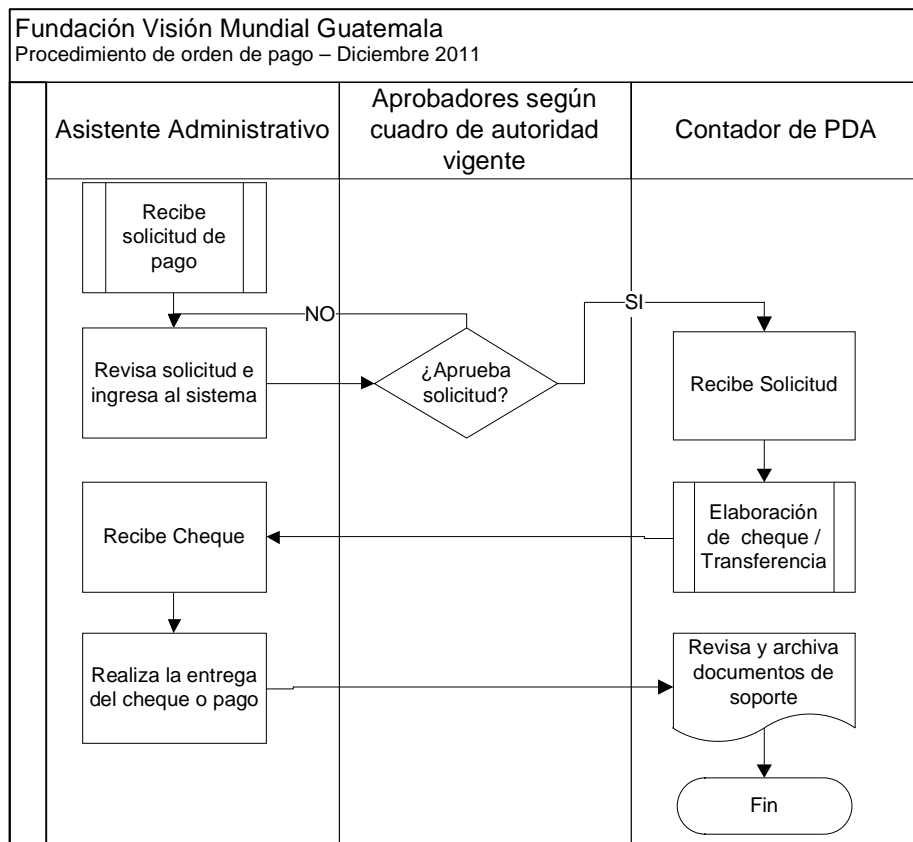 Fundación Visión Mundial Guatemala
Procedimiento de orden de pago – Diciembre 2011
Asistente Administrativo
Aprobadores según
cuadro de autoridad
vigente
Contador de PDA
Recibe
solicitud de
pago
NO
SI
Revisa solicitud e
ingresa al sistema
¿Aprueba
solicitud?
Recibe Solicitud
Recibe Cheque
Elaboración
de cheque /
Transferencia
Realiza la entrega
del cheque o pago
Revisa y archiva
documentos de
soporte
Fin